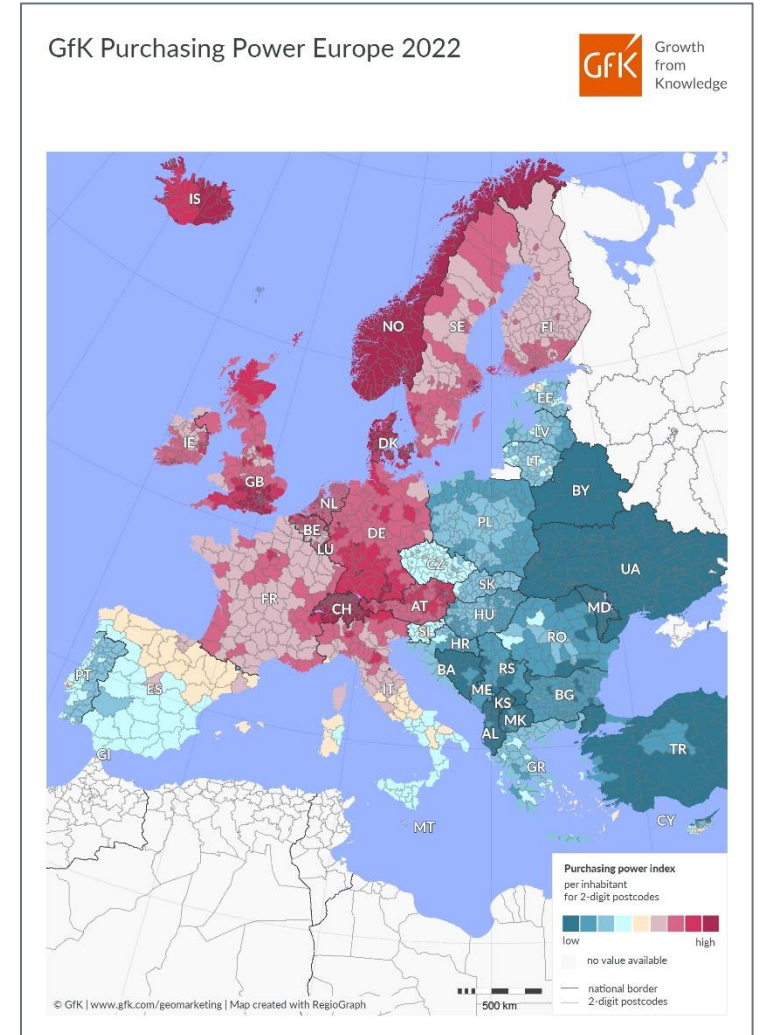 GfK Purchasing Power Europe 2022
GfK
Growth
from
Knowledge
IS
NO
SE
FI
EE
LV
LT
IE
GB
DK
NL
BE
LU
DE
PL
BY
UA
CZ
SK
FR
CH
AT
HU
MD
SI
HR
RO
PT
ES
IT
BA
RS
ME
KS
BG
MK
AL
GI
GR
TR
MT
CY
Purchasing power index
per inhabitant
for 2-digit postcodes
low high
no value available
national border
2-digit postcodes
© GfK | www.gfk.com/geomarketing | Map created with RegioGraph
500 km